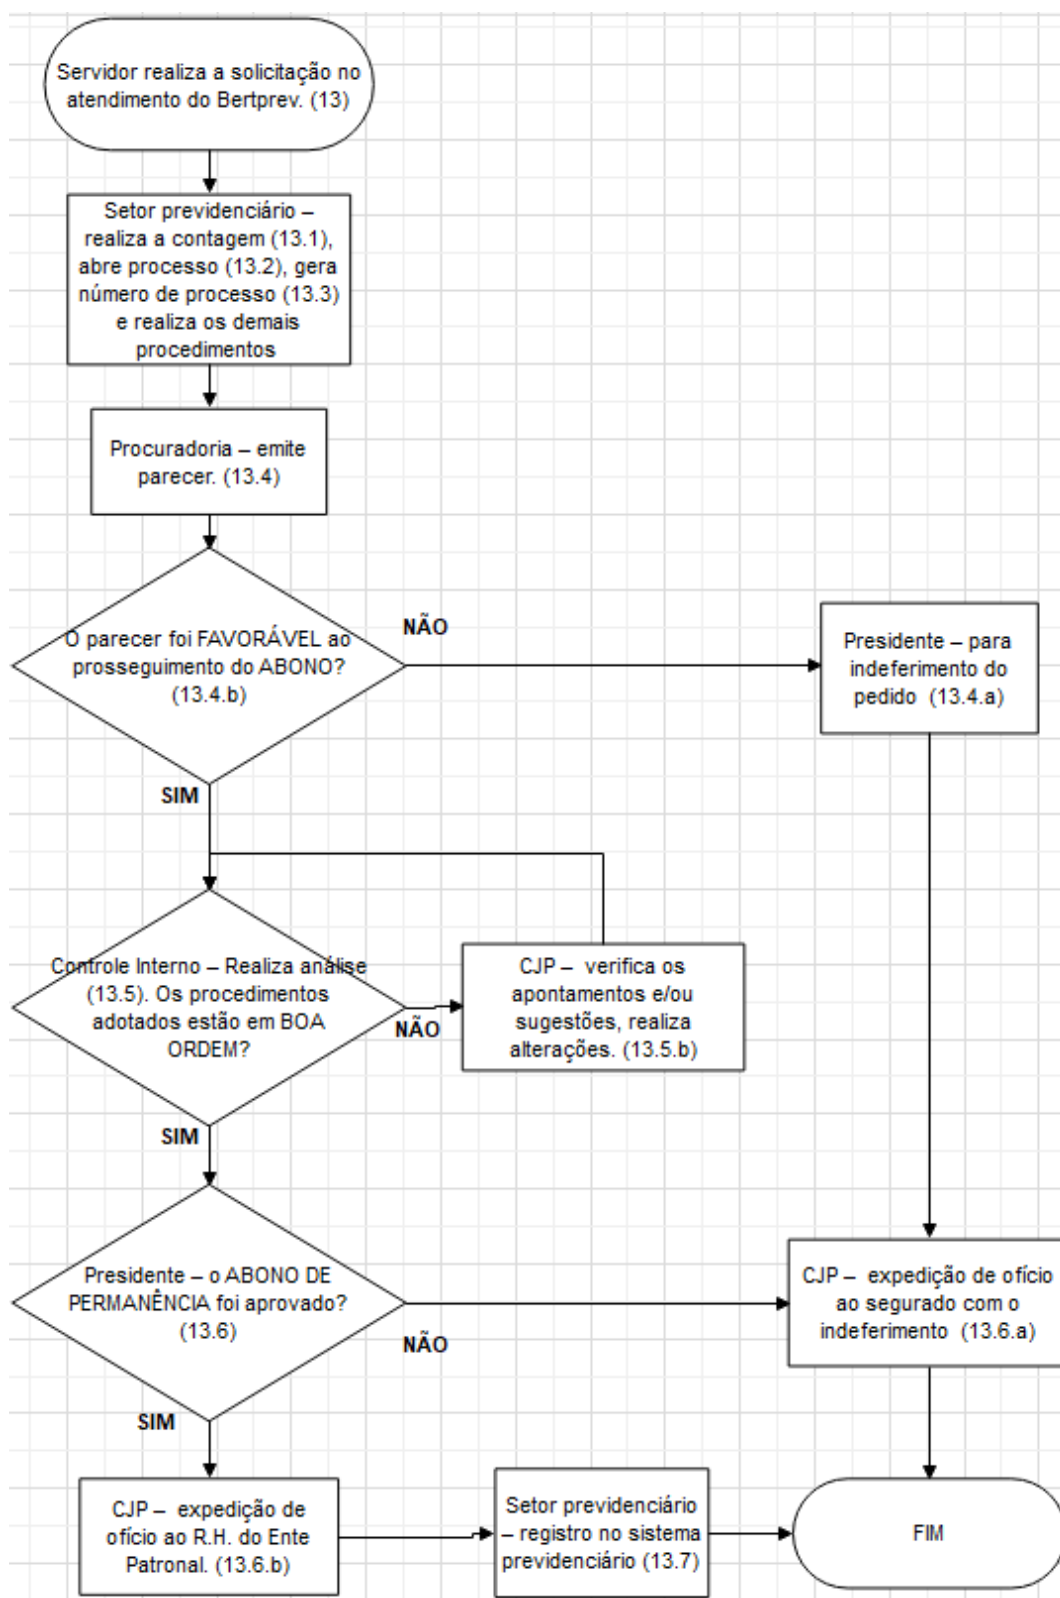 Servidor realiza a solicitação no
atendimento do Bertprev. (13)
Setor previdenciário –
realiza a contagem (13.1),
abre processo (13.2), gera
número de processo (13.3)
e realiza os demais
procedimentos
Procuradoria – emite
parecer. (13.4)
O parecer foi FAVORÁVEL ao
prosseguimento do ABONO?
(13.4.b)
NÃO
Presidente – para
indeferimento do
pedido (13.4.a)
SIM
Controle Interno – Realiza análise
(13.5). Os procedimentos
adotados estão em BOA
ORDEM?
NÃO
CJP – verifica os
apontamentos e/ou
sugestões, realiza
alterações. (13.5.b)
SIM
Presidente – o ABONO DE
PERMANÊNCIA foi aprovado?
(13.6)
NÃO
CJP – expedição de ofício
ao segurado com o
indeferimento (13.6.a)
SIM
CJP – expedição de
ofício ao R.H. do Ente
Patronal. (13.6.b)
Setor previdenciário
– registro no sistema
previdenciário (13.7)
FIM